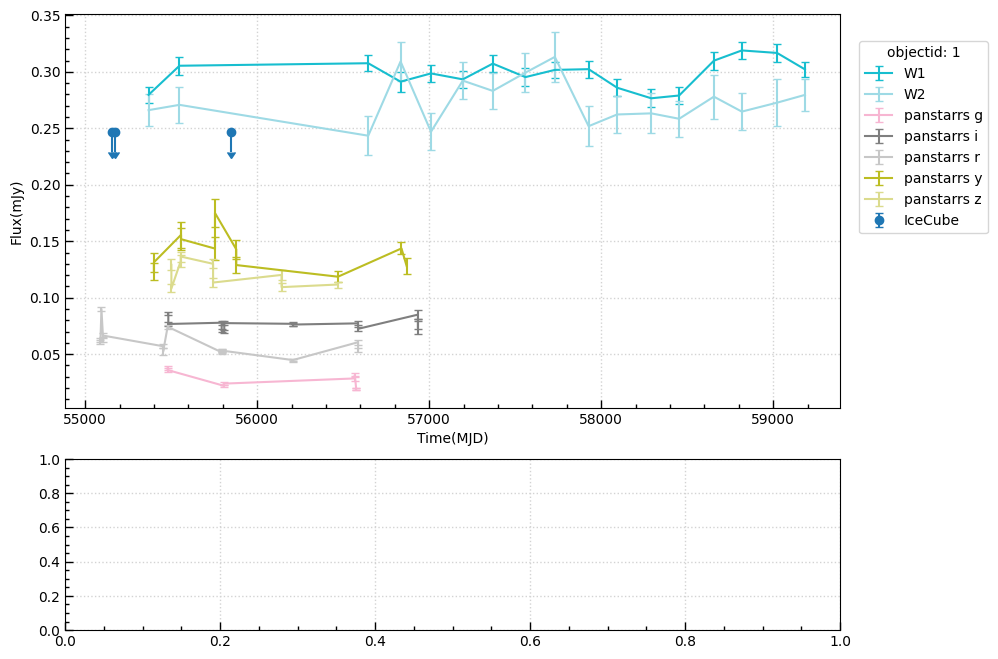 0.35
0.30
0.25
0.20
0.15
0.10
0.05
Flux(mJy)
55000 56000 57000 58000 59000
Time(MJD)
objectid: 1
W1
W2
panstarrs g
panstarrs i
panstarrs r
panstarrs y
panstarrs z
IceCube
1.0
0.8
0.6
0.4
0.2
0.0
0.0 0.2 0.4 0.6 0.8 1.0